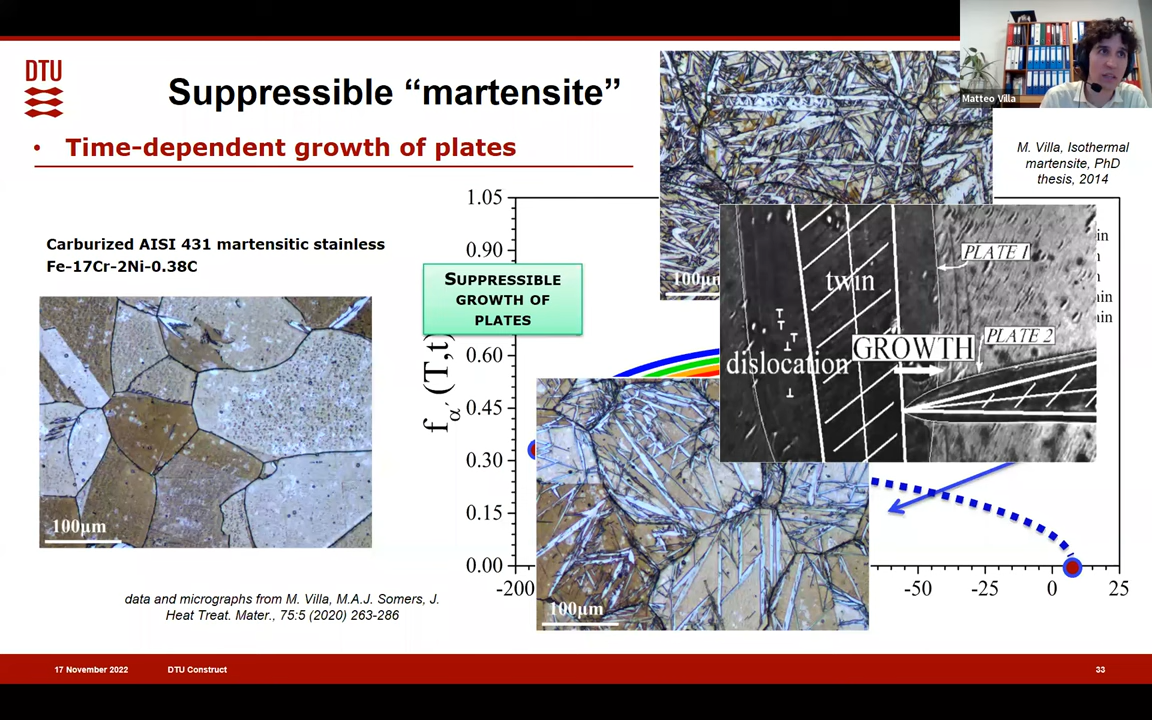 DTU
Suppressible “martensite”
• Time-dependent growth of plates
Matteo Villa
M. Villa, Isothermal
martensite, PhD
thesis, 2014
Carburized AISI 431 martensitic stainless
Fe-17Cr-2Ni-0.38C
100µm
data and micrographs from M. Villa, M.A.J. Somers, J.
Heat Treat. Mater., 75:5 (2020) 263-286
SUPPRESSIBLE
GROWTH OF
PLATES
1.05
0.90
0.60
0.45
0.30
0.15
0.00
fα′ (T,t)
-200
-50
-25
0
25
100µm
100µm
in
in
in
PLATE 1
twin
PLATE 2
GROWTH
dislocation
17 November 2022
DTU Construct
33